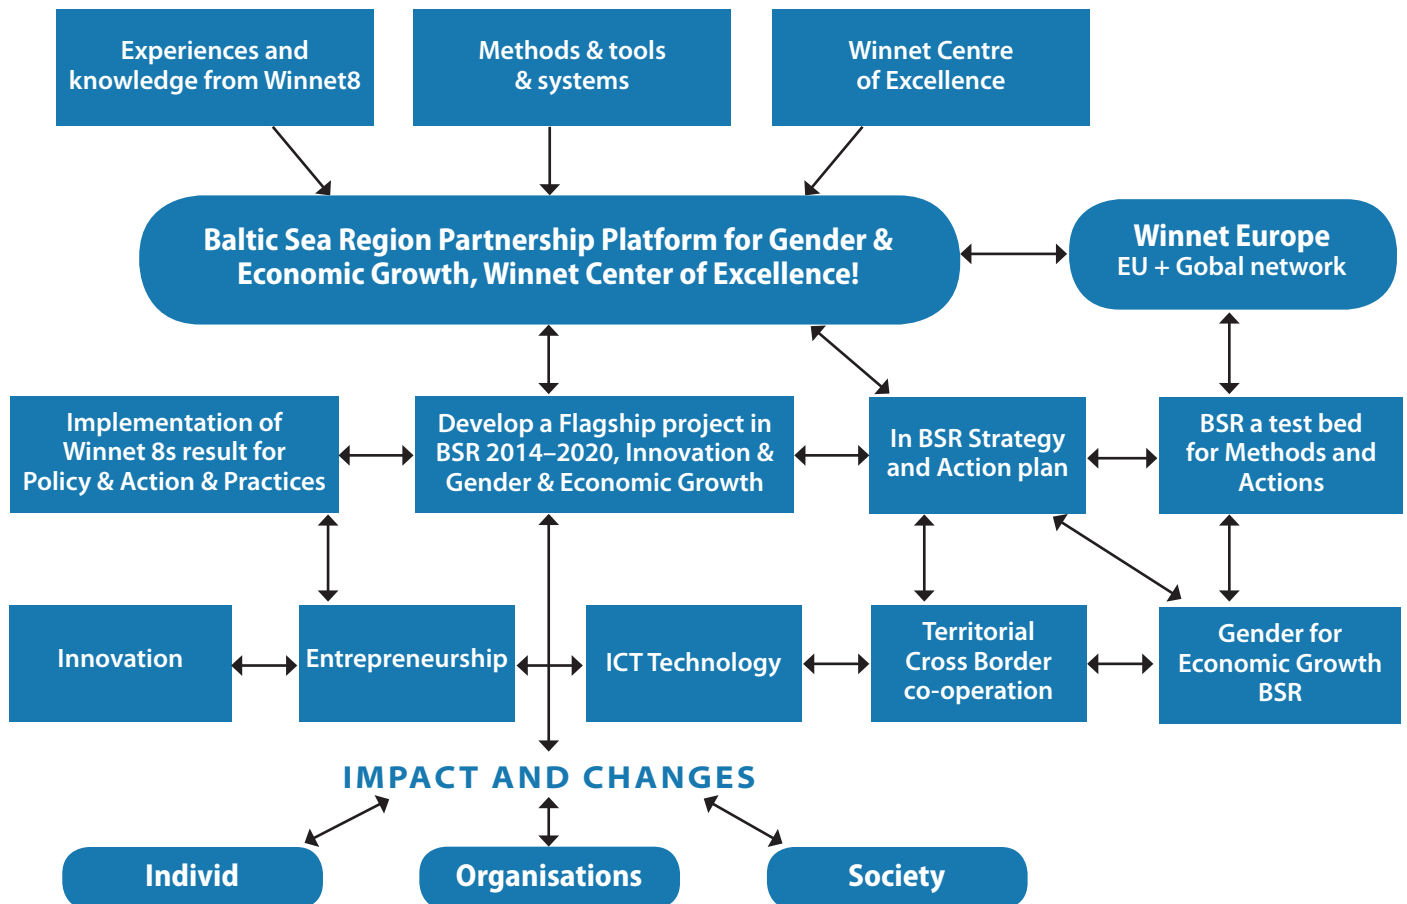 Experiences and
knowledge from Winnet8
Methods & tools
& systems
Winnet Centre
of Excellence
Baltic Sea Region Partnership Platform for Gender &
Economic Growth, Winnet Center of Excellence!
Winnet Europe
EU + Gobal network
Implementation of
Winnet 8s result for
Policy & Action & Practices
Develop a Flagship project in
BSR 2014–2020, Innovation &
Gender & Economic Growth
In BSR Strategy
and Action plan
BSR a test bed
for Methods and
Actions
Innovation
Entrepreneurship
ICT Technology
Territorial
Cross Border
co-operation
Gender for
Economic Growth
BSR
IMPACT AND CHANGES
Individ
Organisations
Society